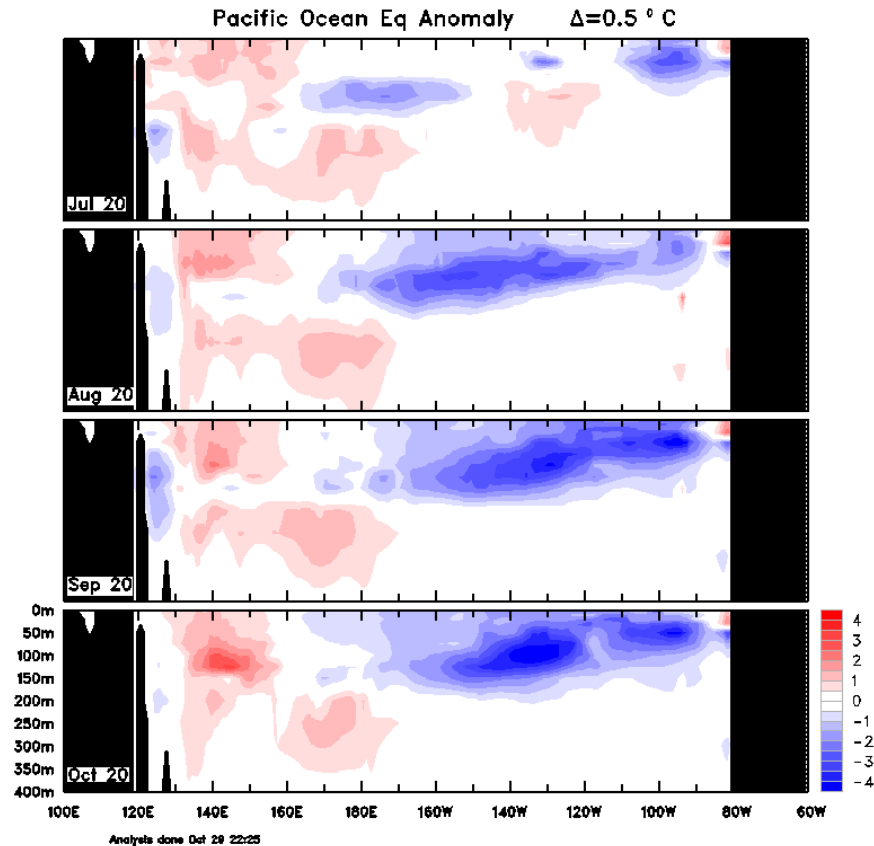 Pacific Ocean Eq Anomaly Δ=0.5 ° C
Jul 20
Aug 20
Sep 20
0m
50m
100m
150m
200m
250m
300m
350m
400m
Oct 20
4
3
2
1
0
-1
-2
-3
-4
100E 120E 140E 160E 180E 160W 140W 120W 100W 80W 60W
Analysis done Oct 29 22:25